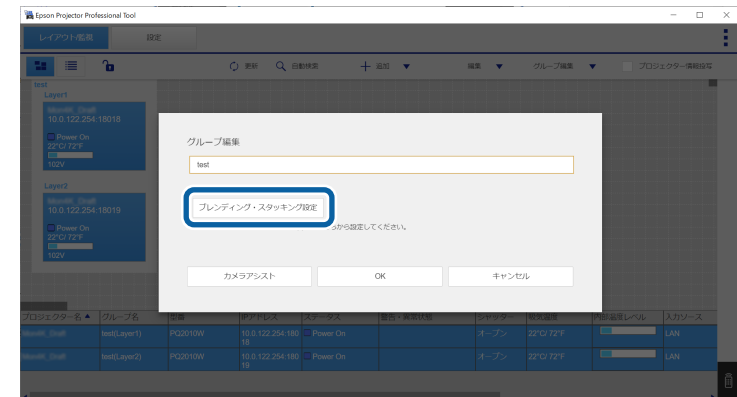 Epson Projector Professional Tool
レイアウト/監視 設定
更新 自動検索 追加 ▼ 編集 ▼ グループ編集 ▼ プロジェクター情報投写
test
Layer1
10.0.122.254:18018
Power On
22°C/ 72°F
102V
Layer2
10.0.122.254:18019
Power On
22°C/ 72°F
102V
グループ編集
test
ブレンディング・スタッキング設定
から設定してください。
カメラアシスト OK キャンセル
プロジェクター名 ▲ グループ名 型番 IPアドレス ステータス 警告・異常状態 シャッター 吸気温度 内部温度レベル 入力ソース
test(Layer1) PQ2010W 10.0.122.254:180 Power On オープン 22°C/ 72°F LAN
18
test(Layer2) PQ2010W 10.0.122.254:180 Power On オープン 22°C/ 72°F LAN
19